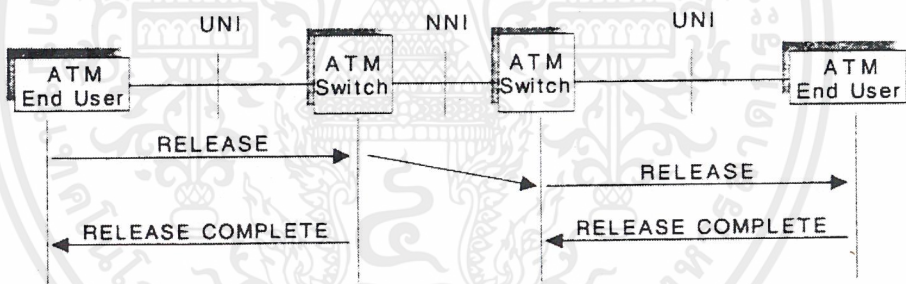 UNI
NNI
UNI
ATM
End User
ATM
Switch
ATM
Switch
ATM
End User
RELEASE
RELEASE
RELEASE COMPLETE
RELEASE COMPLETE